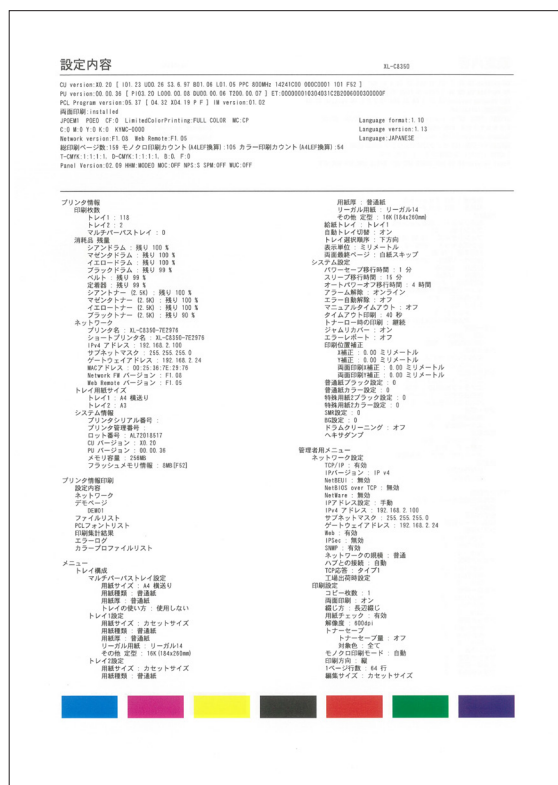 設定内容
XL-C8350
CU version:X0.20 [ I01.23 U00.26 S3.6.97 B01.06 L01.05 PPC 800MHz 14241C00 000C0001 101 F52 ]
PU version:00.00.36 [ PI03.20 LO00.00.08 DU00.00.06 T200.00.07 ] ET:00000001030403IC2B2006000300000F
PCL Program version:05.37 [ 04.32 X04.19 P F ] IM version:01.02
両面印刷:installed
JPOEM1 POED CF:0 LimitedColorPrinting:FULL COLOR MC:CP
Language format:1.10
C:0 M:0 Y:0 K:0 KYMC-0000
Language version:1.13
Network version:F1.08 Web Remote:F1.05
Language:JAPANESE
総印刷ページ数:159 モノクロ印刷カウント(A4LEF換算):105 カラー印刷カウント(A4LEF換算):54
T-CMYK:1:1:1:1, D-CMYK:1:1:1:1, B:0, F:0
Panel Version:02.09 HHM:MODEO MOC:OFF NPS:S SPM:OFF WUC:OFF
プリンタ情報
印刷枚数
トレイ1 : 118
トレイ2 : 2
マルチパーパストレイ : 0
消耗品 残量
シアンドラム : 残り 100 %
マゼンタドラム : 残り 100 %
イエロードラム : 残り 100 %
ブラックドラム : 残り 99 %
ベルト : 残り 99 %
定着器 : 残り 99 %
シアントナー (2.5K) : 残り 100 %
マゼンタトナー (2.5K) : 残り 100 %
イエロートナー (2.5K) : 残り 100 %
ブラックトナー (2.5K) : 残り 90 %
ネットワーク
プリンタ名 : XL-C8350-7E2976
ショートプリンタ名 : XL-C8350-7E2976
IPv4 アドレス : 192.168.2.100
サブネットマスク : 255.255.255.0
ゲートウェイアドレス : 192.168.2.24
MACアドレス : 00:25:36:7E:29:76
Network FW バージョン : F1.08
Web Remote バージョン : F1.05
トレイ用紙サイズ
トレイ1 : A4 横送り
トレイ2 : A3
システム情報
プリンタシリアル番号 :
プリンタ管理番号 :
ロット番号 : AL72018517
CU バージョン : X0.20
PU バージョン : 00.00.36
メモリ容量 : 256MB
フラッシュメモリ情報 : 8MB[F52]
プリンタ情報印刷
設定内容
ネットワーク
デモページ
DEMO1
ファイルリスト
PCLフォントリスト
印刷集計結果
エラーログ
カラープロファイルリスト
メニュー
トレイ構成
マルチパーパストレイ設定
用紙サイズ : A4 横送り
用紙種類 : 普通紙
用紙厚 : 普通紙
トレイの使い方 : 使用しない
トレイ1設定
用紙サイズ : カセットサイズ
用紙種類 : 普通紙
用紙厚 : 普通紙
リーガル用紙 : リーガル14
その他 定型 : 16K(184x260mm)
トレイ2設定
用紙サイズ : カセットサイズ
用紙種類 : 普通紙
用紙厚 : 普通紙
リーガル用紙 : リーガル14
その他 定型 : 16K(184x260mm)
給紙トレイ : トレイ1
自動トレイ切替 : オン
トレイ選択順序 : 下方向
表示単位 : ミリメートル
両面最終ページ : 白紙スキップ
システム設定
パワーセーブ移行時間 : 1 分
スリープ移行時間 : 15 分
オートパワーオフ移行時間 : 4 時間
アラーム解除 : オンライン
エラー自動解除 : オフ
マニュアルタイムアウト : オフ
タイムアウト印刷 : 40 秒
トナーロー時の印刷 : 継続
ジャムリカバー : オン
エラーレポート : オフ
印刷位置補正
X補正 : 0.00 ミリメートル
Y補正 : 0.00 ミリメートル
両面印刷X補正 : 0.00 ミリメートル
両面印刷Y補正 : 0.00 ミリメートル
普通紙ブラック設定 : 0
普通紙カラー設定 : 0
特殊用紙2ブラック設定 : 0
特殊用紙2カラー設定 : 0
SMR設定 : 0
BG設定 : 0
ドラムクリーニング : オフ
ヘキサダンプ
管理者用メニュー
ネットワーク設定
TCP/IP : 有効
IPバージョン : IP v4
NetBEUI : 無効
NetBIOS over TCP : 無効
NetWare : 無効
IPアドレス設定 : 手動
IPv4 アドレス : 192.168.2.100
サブネットマスク : 255.255.255.0
ゲートウェイアドレス : 192.168.2.24
Web : 有効
IPSec : 無効
SNMP : 有効
ネットワークの規模 : 普通
ハブとの接続 : 自動
TCP応答 : タイプ1
工場出荷時設定
印刷設定
コピー枚数 : 1
両面印刷 : オン
綴じ方 : 長辺綴じ
用紙チェック : 有効
解像度 : 600dpi
トナーセーブ
トナーセーブ量 : オフ
対象色 : 全て
モノクロ印刷モード : 自動
印刷方向 : 縦
1ページ行数 : 64 行
編集サイズ : カセットサイズ